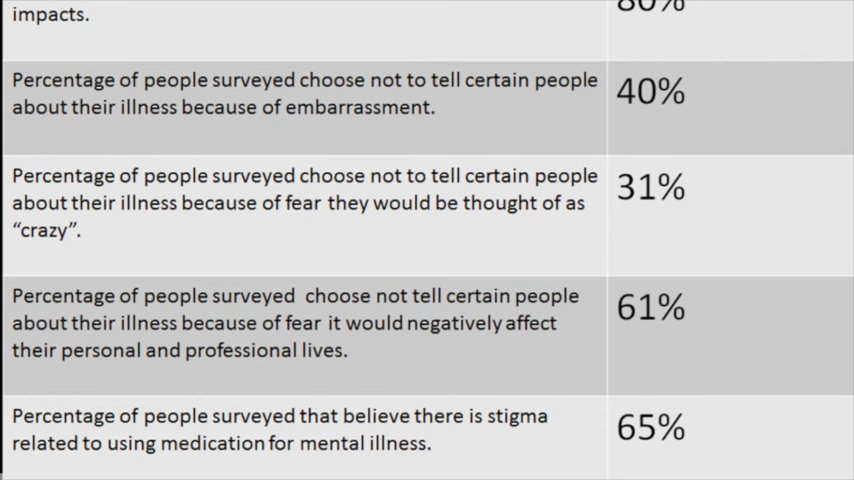 impacts.
80%
Percentage of people surveyed choose not to tell certain people
about their illness because of embarrassment.
40%
Percentage of people surveyed choose not to tell certain people
about their illness because of fear they would be thought of as
“crazy”.
31%
Percentage of people surveyed  choose not tell certain people
about their illness because of fear it would negatively affect
their personal and professional lives.
61%
Percentage of people surveyed that believe there is stigma
related to using medication for mental illness.
65%